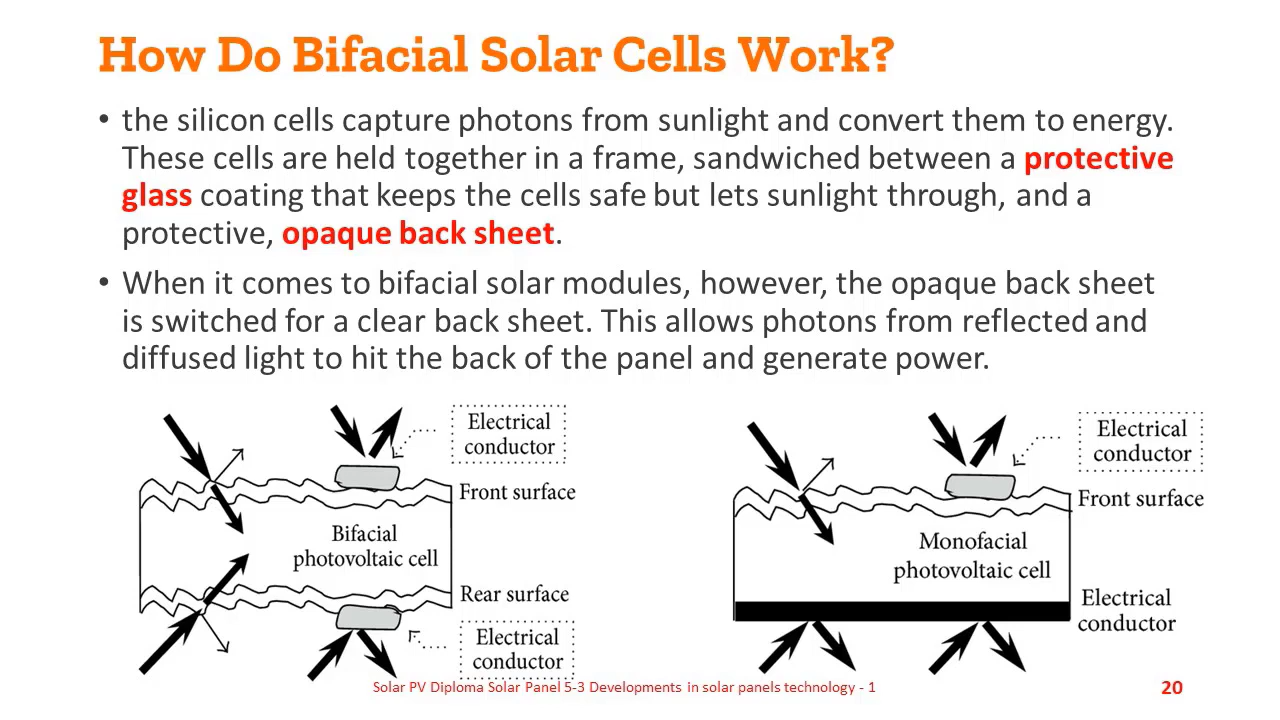 How Do Bifacial Solar Cells Work?
• the silicon cells capture photons from sunlight and convert them to energy.
These cells are held together in a frame, sandwiched between a protective
glass coating that keeps the cells safe but lets sunlight through, and a
protective, opaque back sheet.
• When it comes to bifacial solar modules, however, the opaque back sheet
is switched for a clear back sheet. This allows photons from reflected and
diffused light to hit the back of the panel and generate power.
Electrical
conductor
Front surface
Bifacial
photovoltaic cell
Rear surface
Electrical
conductor
Electrical
conductor
Front surface
Monofacial
photovoltaic cell
Electrical
conductor
Solar PV Diploma Solar Panel 5-3 Developments in solar panels technology - 1
20